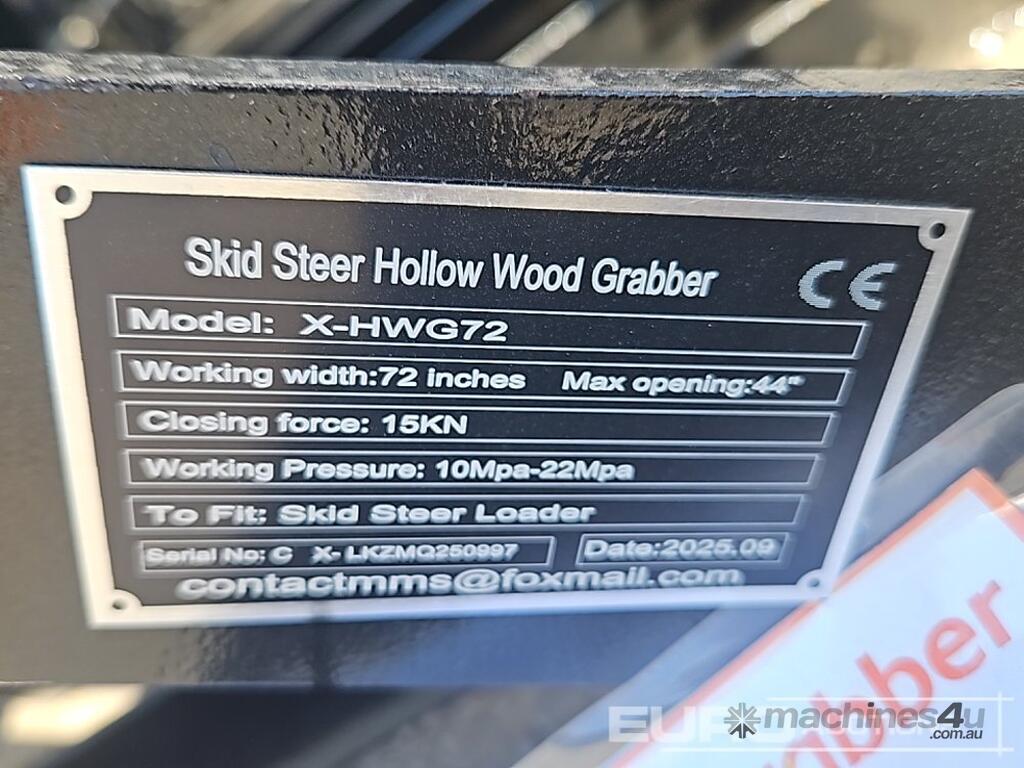 Skid Steer Hollow Wood Grabber CE
Model: X-HWG72
Working width:72 inches Max opening:44"
Closing force: 15KN
Working Pressure: 10Mpa-22Mpa
To Fit: Skid Steer Loader
Serial No: C X- LKZMQ250997 Date:2025.09
contactmms@foxmail.com
EURO
machines4u
.com.au